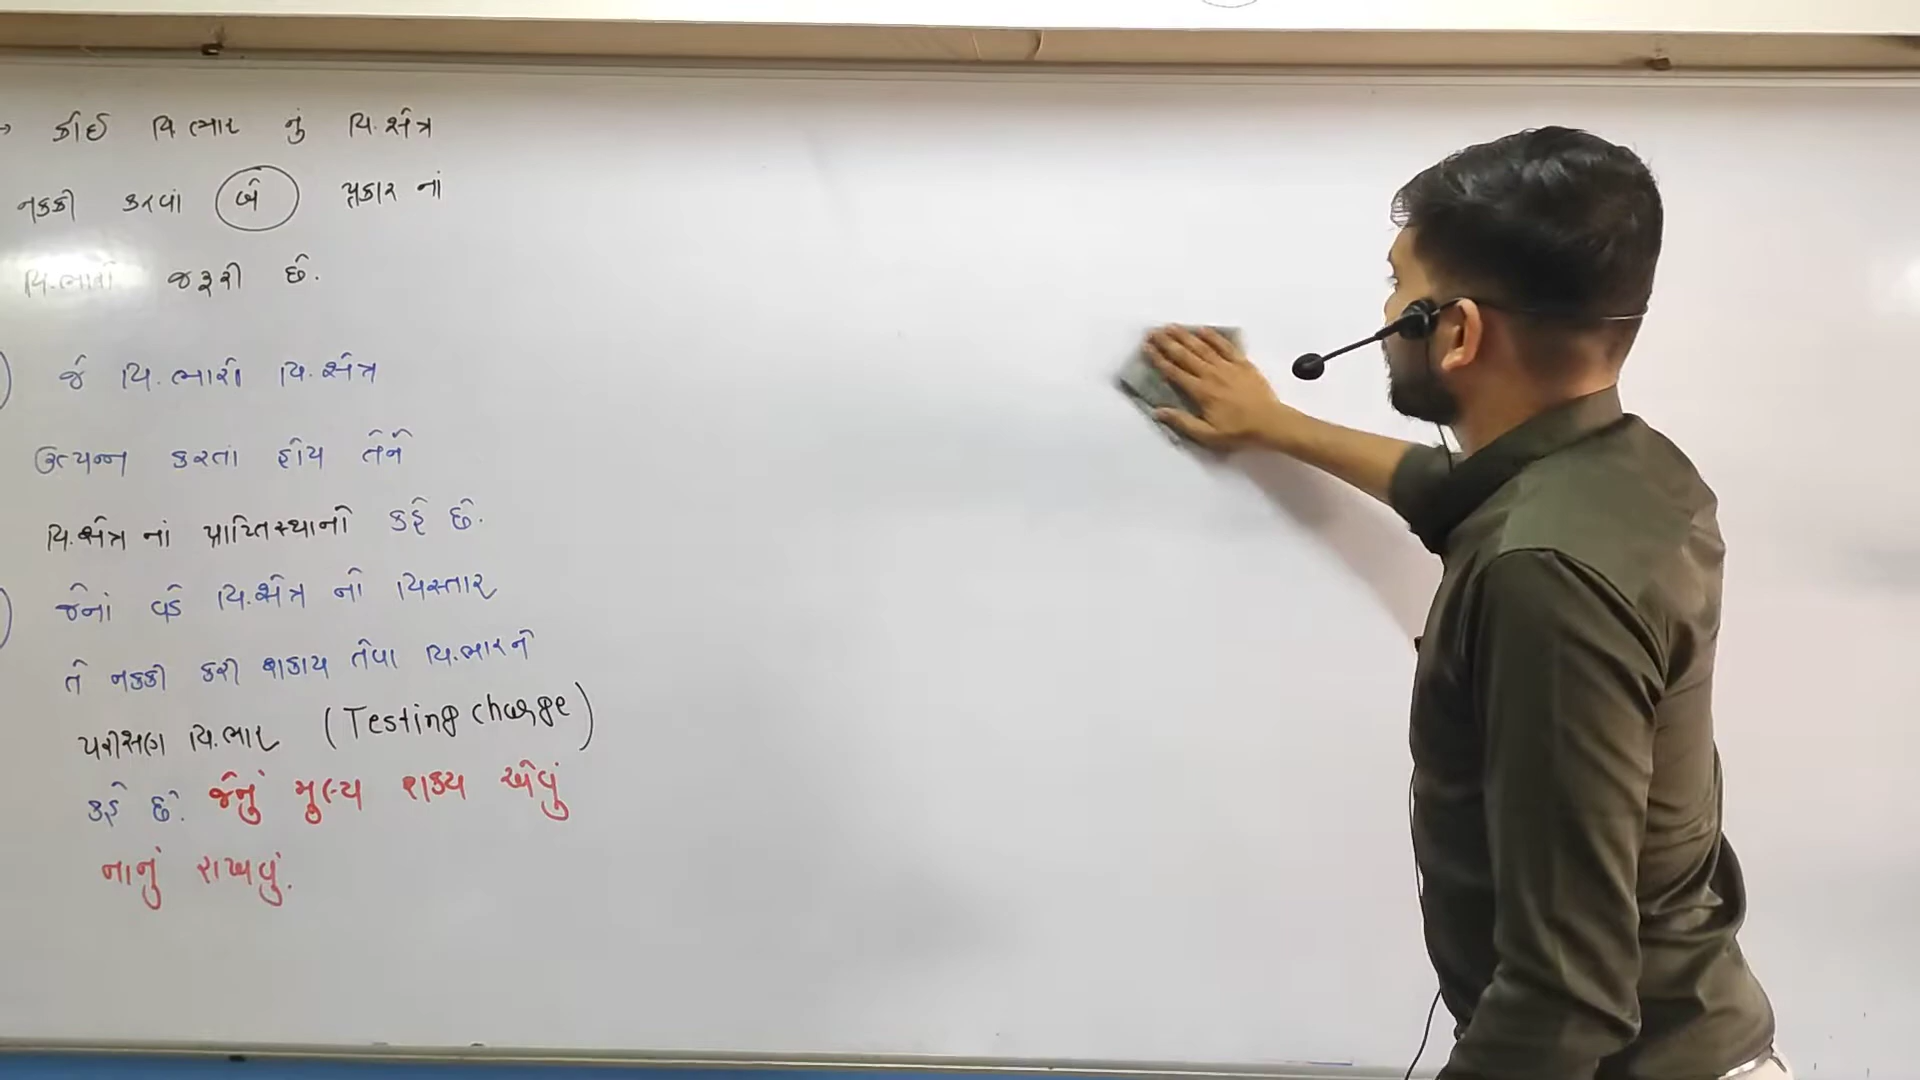 → કોઈ વિ.ભાર નું વિ.ક્ષેત્ર
નક્કી કરવાં બે પ્રકાર નાં
વિ.ભારો જરૂરી છે.
જે વિ.ભારો વિ.ક્ષેત્ર
ઉત્પન્ન કરતાં હોય તેને
વિ.ક્ષેત્ર નાં પ્રાપ્તિસ્થાનો કહે છે.
જેનાં વડે વિ.ક્ષેત્ર નો વિસ્તાર
તે નક્કી કરી શકાય તેવા વિ.ભારને
પરીક્ષણ વિ.ભાર (Testing charge)
કહે છે. જેનું મુલ્ય શક્ય એવું
નાનું રાખવું.